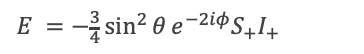 E = −3/4 sin² θ e⁻²ⁱᵠ S₊I₊